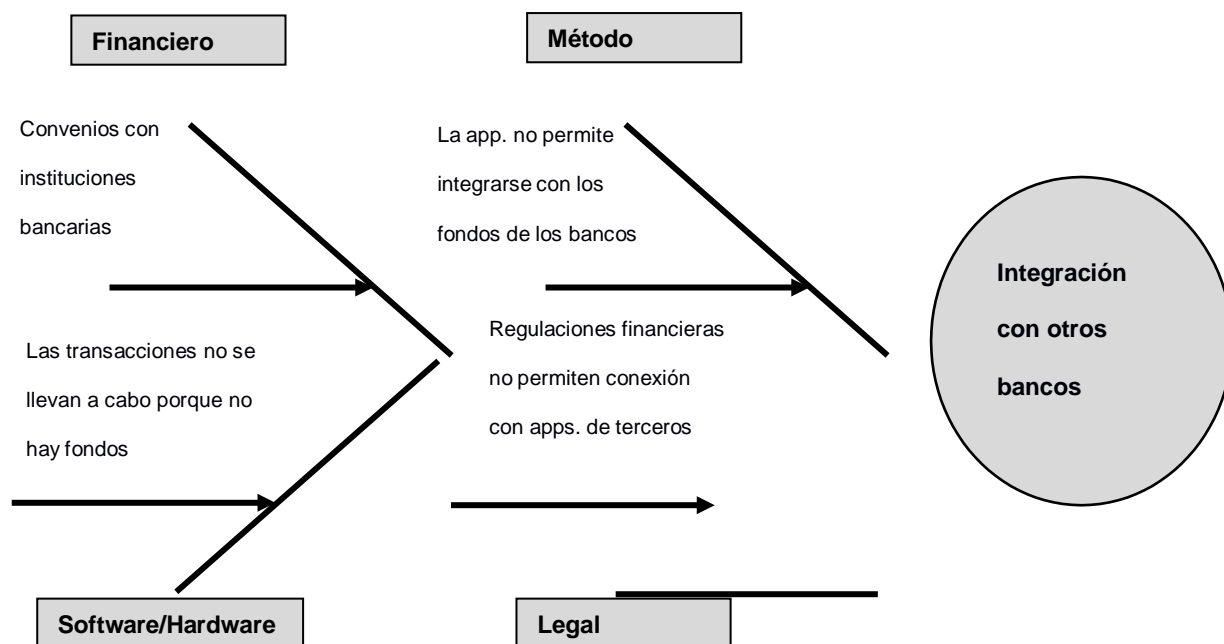 Financiero
Método
Convenios con
instituciones
bancarias
La app. no permite
integrarse con los
fondos de los bancos
Integración
con otros
bancos
Las transacciones no se
llevan a cabo porque no
hay fondos
Regulaciones financieras
no permiten conexión
con apps. de terceros
Software/Hardware
Legal